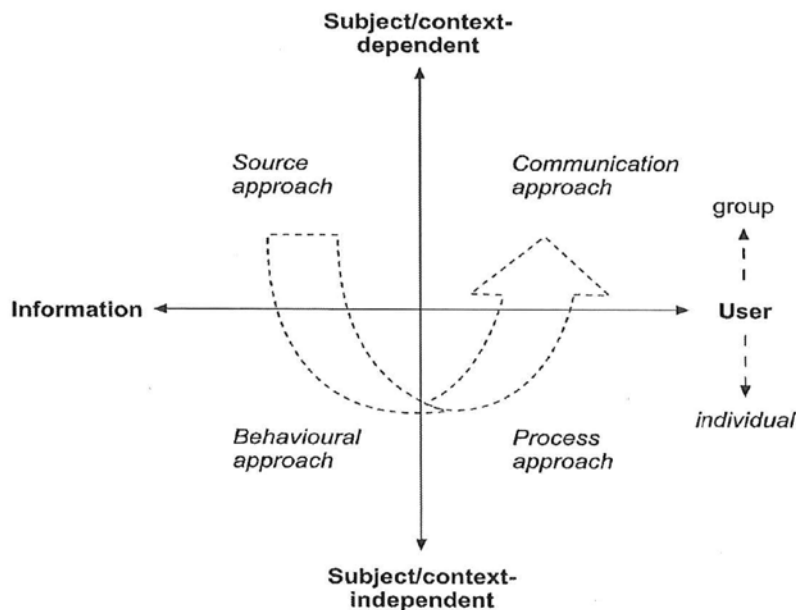 Subject/context-
dependent
Source
approach
Communication
approach
group
Information
User
individual
Behavioural
approach
Process
approach
Subject/context-
independent